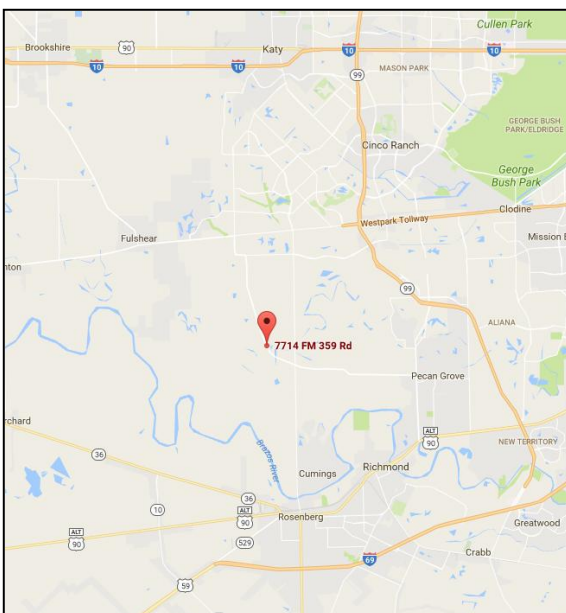 Cullen Park
Brookshire
90
Katy
10
10
10
MASON PARK
99
GEORGE BUSH
PARK/ELDRIDGE
Cinco Ranch
George
Bush Park
Clodine
Westpark Tollway
Fulshear
Mission B
nton
99
ALIANA
7714 FM 359 Rd
Pecan Grove
rchard
ALT
90
NEW TERRITORY
36
Brazos River
Cumings
Richmond
36
10
ALT
90
Rosenberg
Greatwood
ALT
90
529
Crabb
69
59